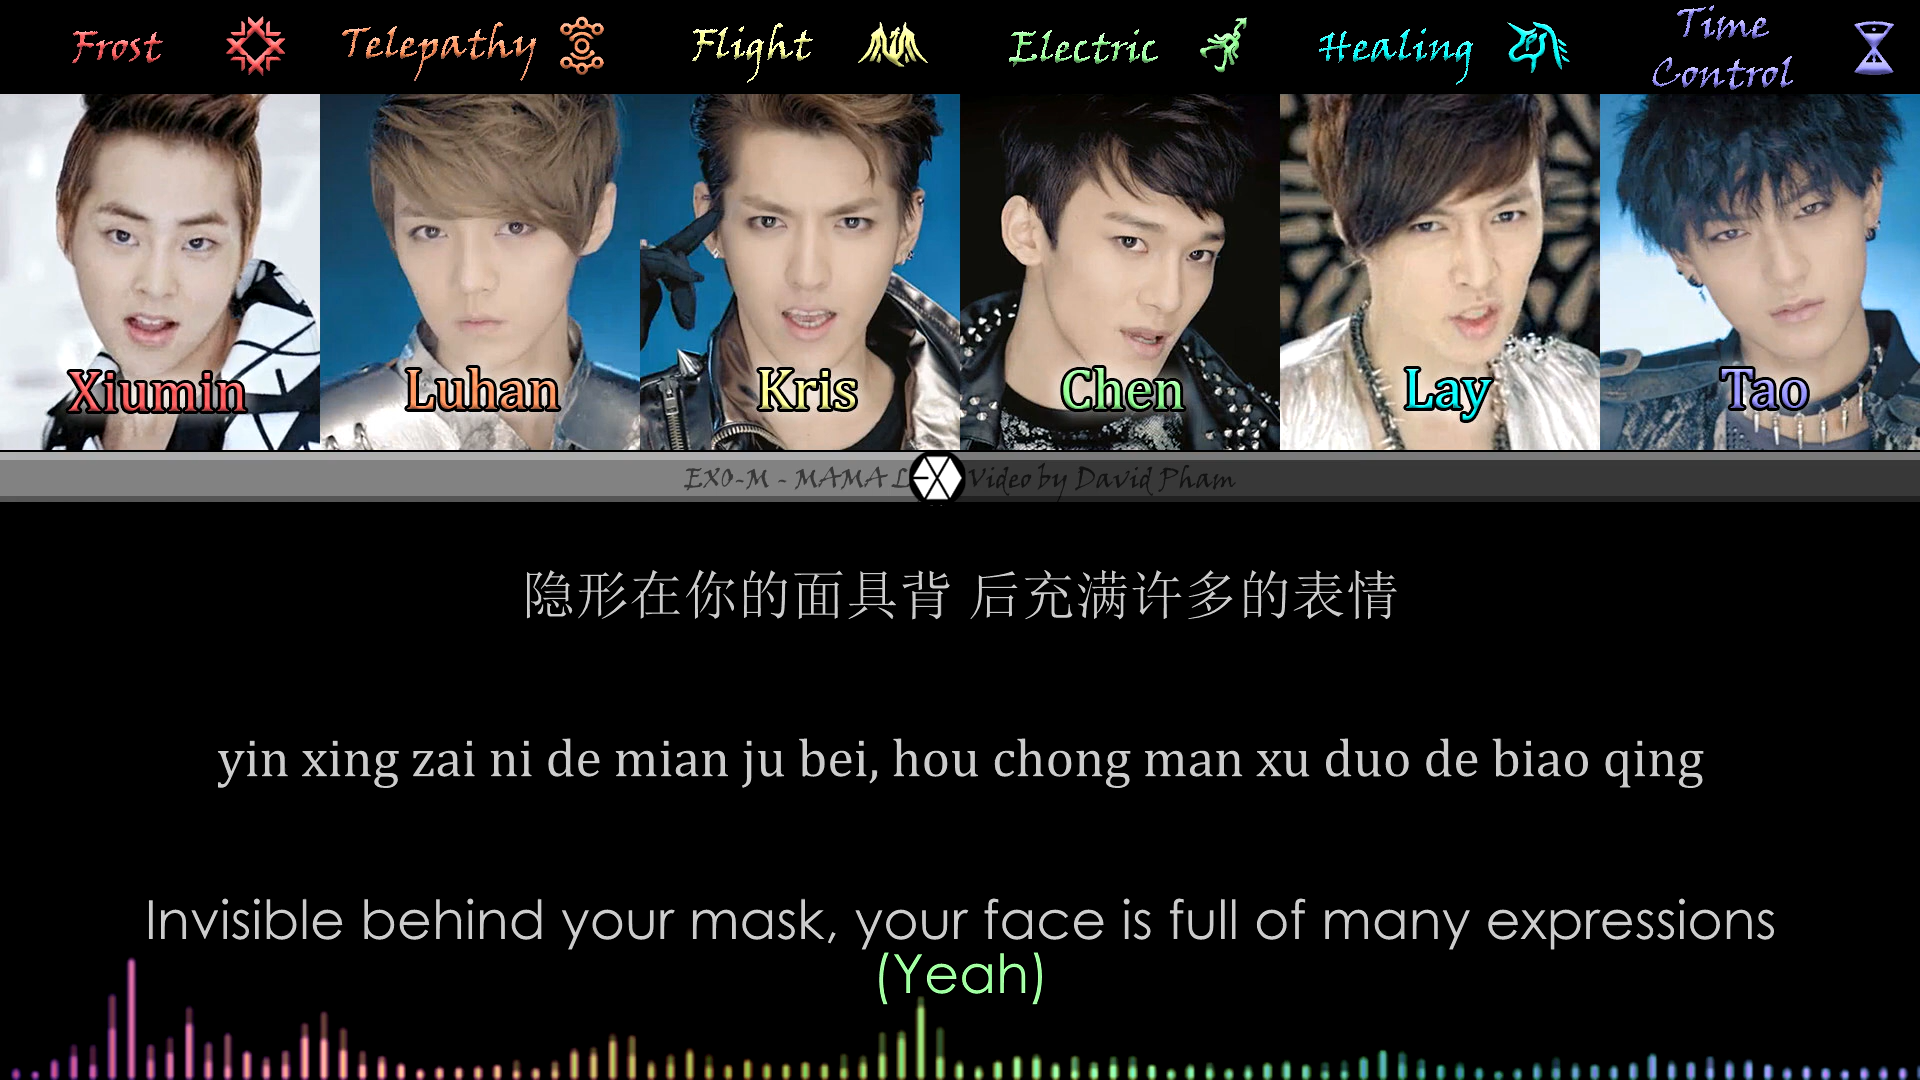 Frost Telepathy Flight Electric Healing Time Control
Xiumin Luhan Kris Chen Lay Tao
EXO-M - MAMA L Video by David Pham
隐形在你的面具背 后充满许多的表情
yin xing zai ni de mian ju bei, hou chong man xu duo de biao qing
Invisible behind your mask, your face is full of many expressions
(Yeah)